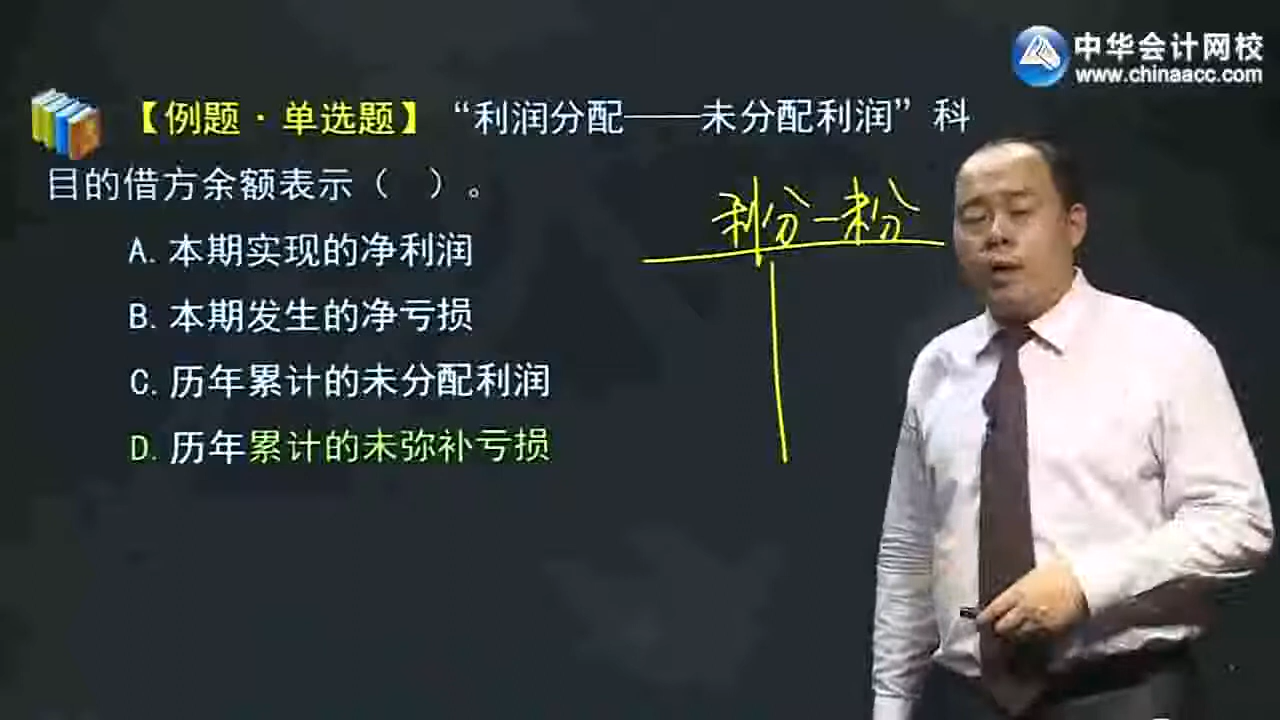 中华会计网校
www.chinaacc.com
【例题·单选题】“利润分配——未分配利润”科
目的借方余额表示（ ）。
利分一未分
A. 本期实现的净利润
B. 本期发生的净亏损
C. 历年累计的未分配利润
D. 历年累计的未弥补亏损